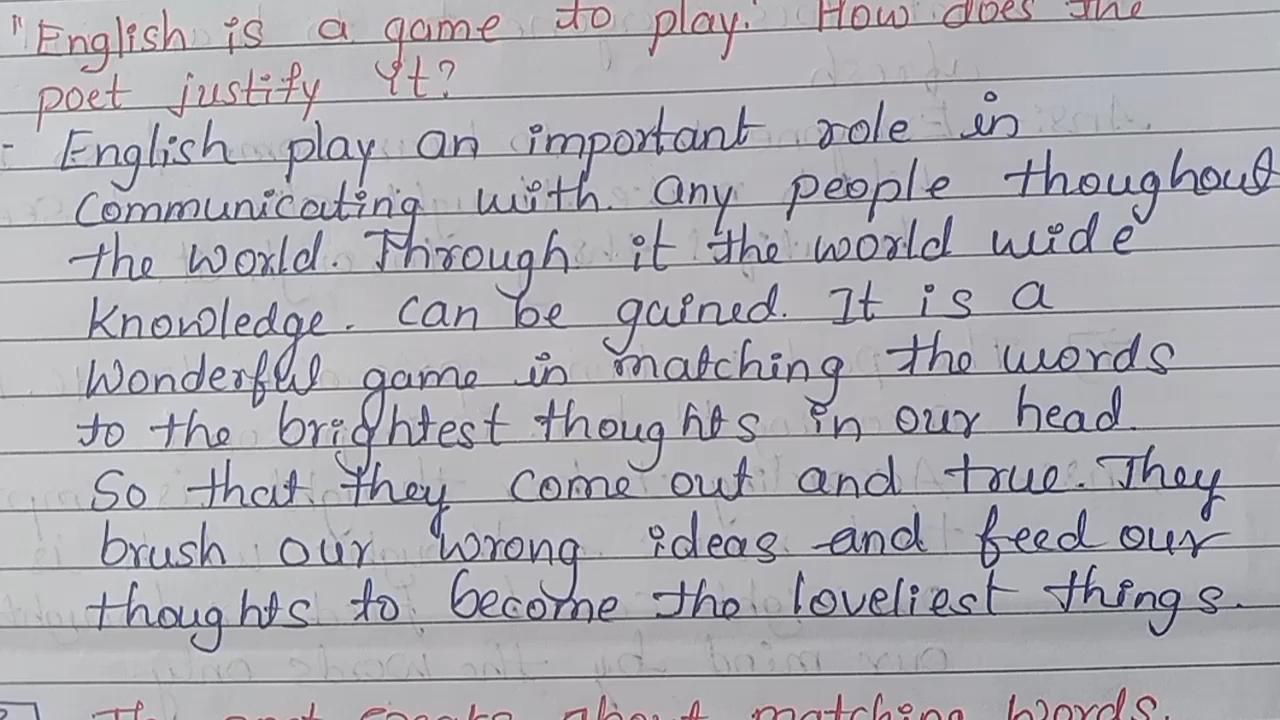 "English is a game to play." How does the
poet justify it?
- English play an important role in
communicating with any people thoughout
the world. Through it the world wide
knowledge. can be gained. It is a
wonderful game in matching the words
to the brightest thoughts in our head.
So that they come out and true. They
brush our wrong ideas and feed our
thoughts to become the loveliest things.
matching words.